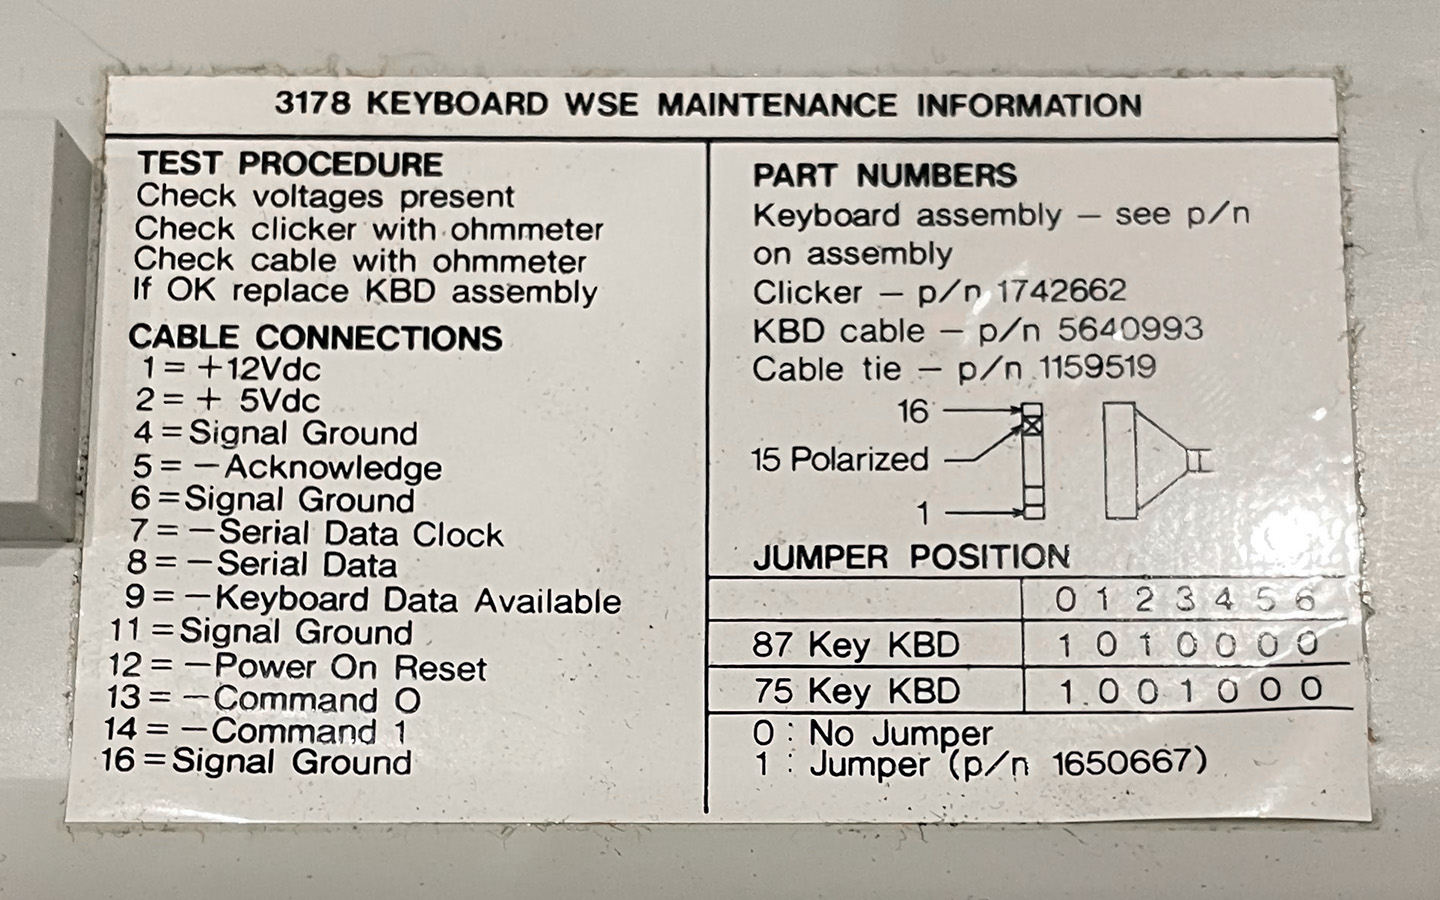 3178 KEYBOARD WSE MAINTENANCE INFORMATION
TEST PROCEDURE
Check voltages present
Check clicker with ohmmeter
Check cable with ohmmeter
If OK replace KBD assembly
CABLE CONNECTIONS
1 = +12Vdc
2 = + 5Vdc
4 = Signal Ground
5 = —Acknowledge
6 = Signal Ground
7 = —Serial Data Clock
8 = —Serial Data
9 = —Keyboard Data Available
11 = Signal Ground
12 = —Power On Reset
13 = —Command 0
14 = —Command 1
16 = Signal Ground
PART NUMBERS
Keyboard assembly — see p/n
on assembly
Clicker — p/n 1742662
KBD cable — p/n 5640993
Cable tie — p/n 1159519
16
15 Polarized
1
JUMPER POSITION
0 1 2 3 4 5 6
87 Key KBD 1 0 1 0 0 0 0
75 Key KBD 1 0 0 1 0 0 0
0 : No Jumper
1 : Jumper (p/n 1650667)